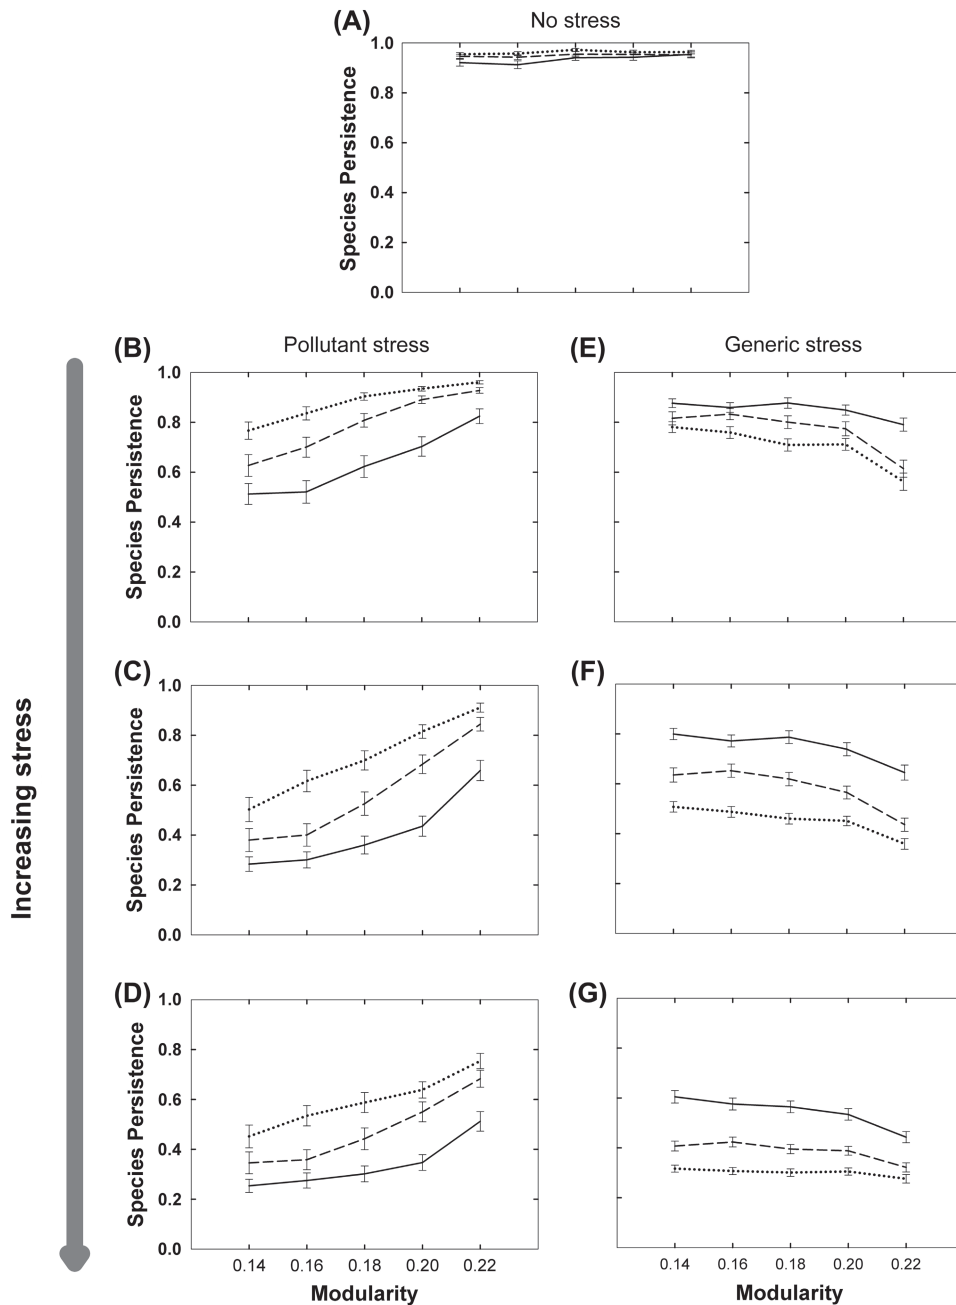 (A) No stress
Species Persistence
1.0
0.8
0.6
0.4
0.2
0.0
(B) Pollutant stress
Species Persistence
1.0
0.8
0.6
0.4
0.2
0.0
(E) Generic stress
Increasing stress
(C)
Species Persistence
1.0
0.8
0.6
0.4
0.2
0.0
(F)
(D)
Species Persistence
1.0
0.8
0.6
0.4
0.2
0.0
0.14 0.16 0.18 0.20 0.22
Modularity
(G)
0.14 0.16 0.18 0.20 0.22
Modularity